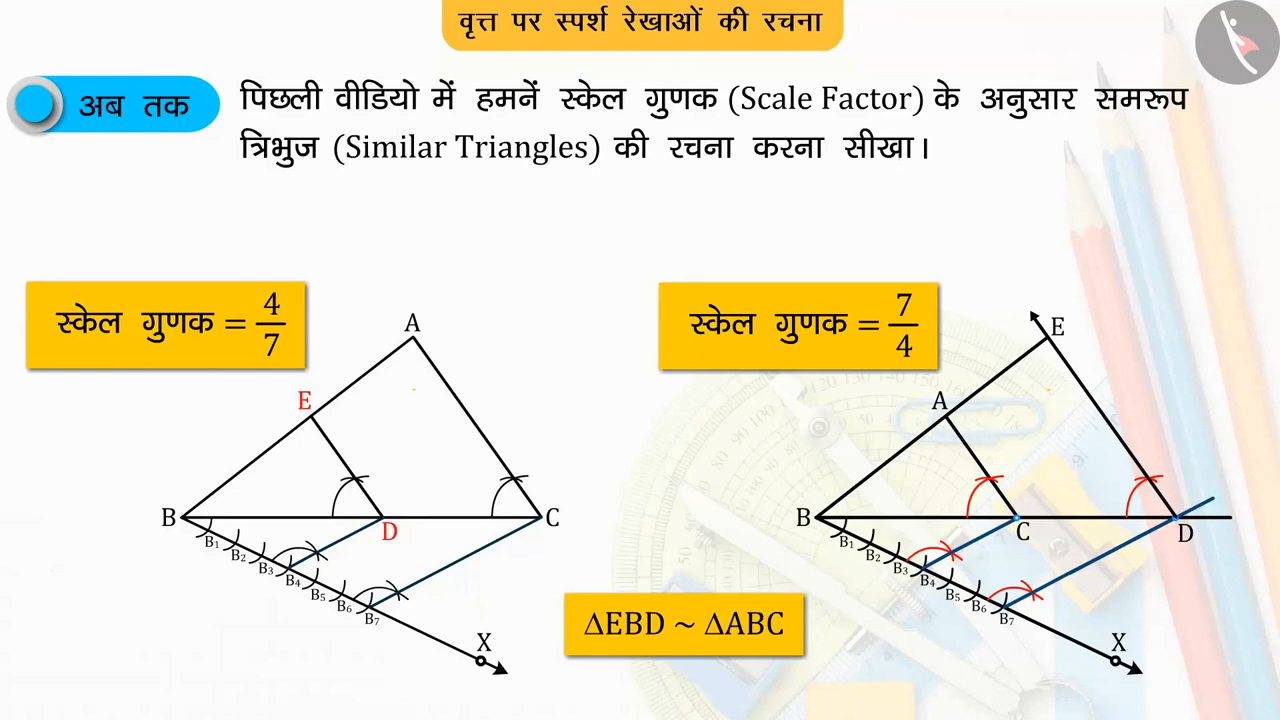 वृत्त पर स्पर्श रेखाओं की रचना
अब तक
पिछली वीडियो में हमनें स्केल गुणक (Scale Factor) के अनुसार समरूप
त्रिभुज (Similar Triangles) की रचना करना सीखा।
स्केल गुणक = 4/7
A
E
B
D
C
B₁
B₂
B₃
B₄
B₅
B₆
B₇
X
स्केल गुणक = 7/4
E
A
B
C
D
B₁
B₂
B₃
B₄
B₅
B₆
B₇
X
ΔEBD ~ ΔABC